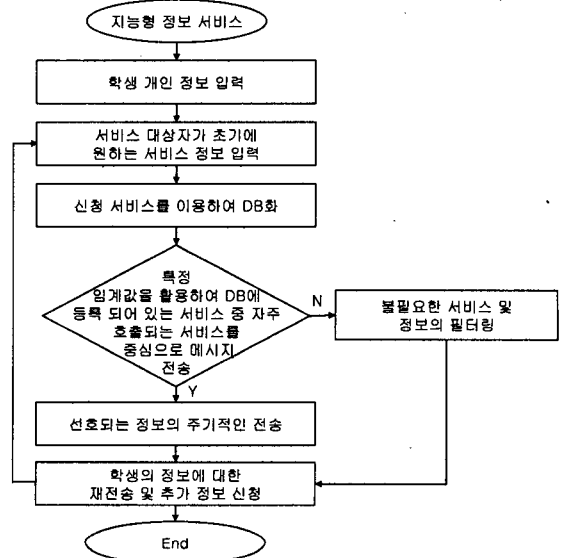 지능형 정보 서비스
학생 개인 정보 입력
서비스 대상자가 초기에
원하는 서비스 정보 입력
신청 서비스를 이용하여 DB화
특정
임계값을 활용하여 DB에
등록 되어 있는 서비스 중 자주
호출되는 서비스를
중심으로 메시지
전송
N
불필요한 서비스 및
정보의 필터링
Y
선호되는 정보의 주기적인 전송
학생의 정보에 대한
재전송 및 추가 정보 신청
End